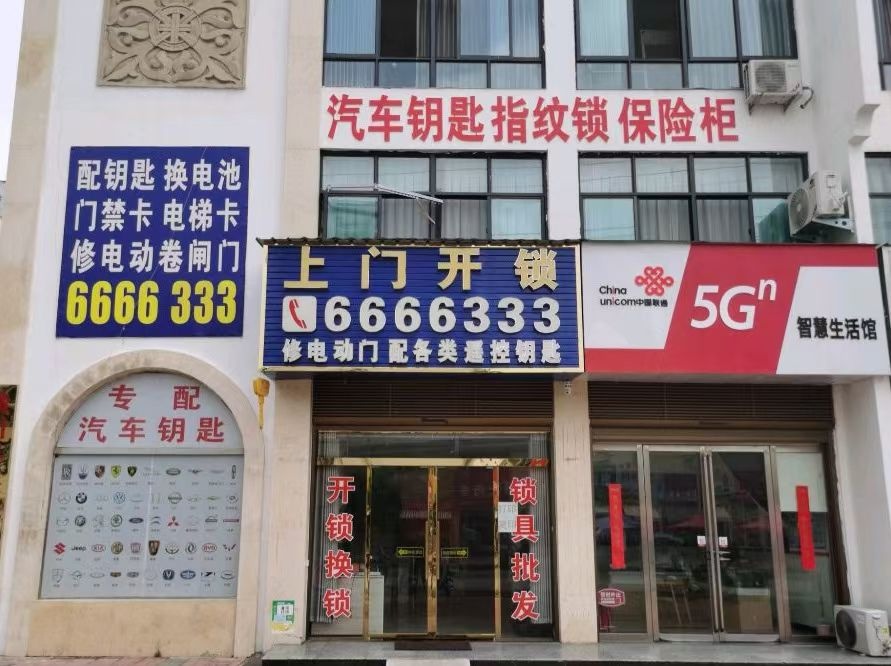 汽车钥匙 指纹锁 保险柜
配钥匙 换电池
门禁卡 电梯卡
修电动卷闸门
6666 333
上门开锁
6666333
修电动门 配各类遥控钥匙
China
unicom中国联通
5Gⁿ
智慧生活馆
专配
汽车钥匙
Jeep
KIA
BYD
开锁换锁
锁具批发